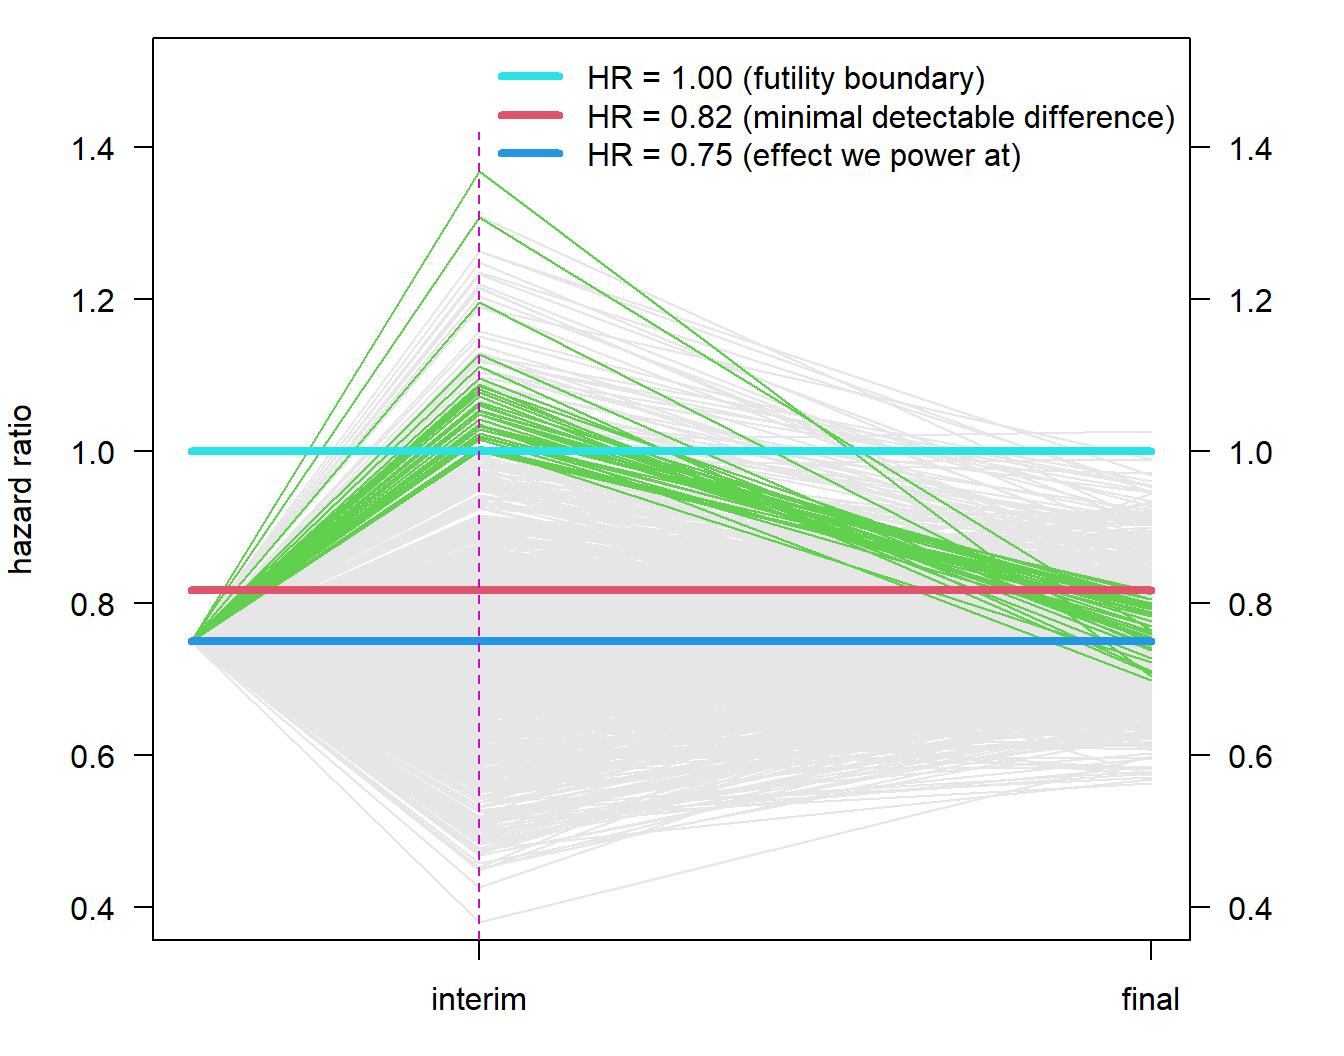 HR = 1.00 (futility boundary)
HR = 0.82 (minimal detectable difference)
HR = 0.75 (effect we power at)
1.4
1.2
1.0
0.8
0.6
0.4
hazard ratio
1.4
1.2
1.0
0.8
0.6
0.4
interim
final